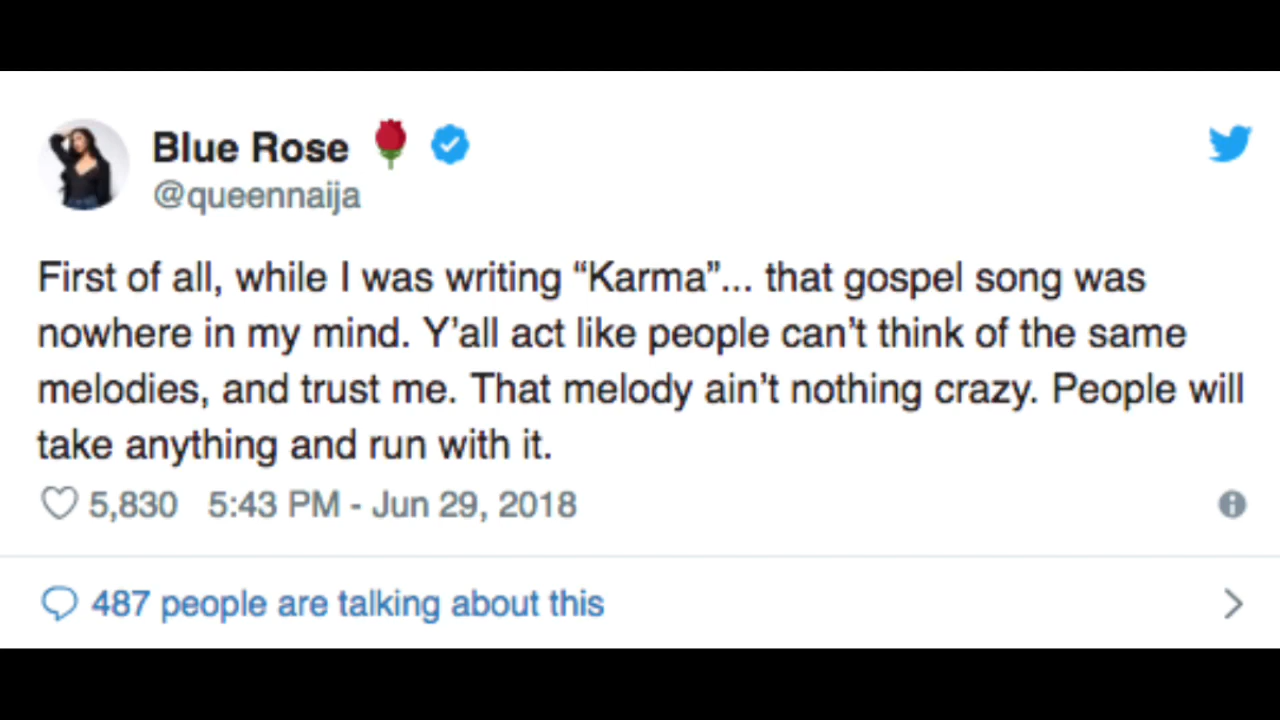 Blue Rose 🌹
@queennaija
First of all, while I was writing “Karma”... that gospel song was
nowhere in my mind. Y’all act like people can’t think of the same
melodies, and trust me. That melody ain’t nothing crazy. People will
take anything and run with it.
5,830 5:43 PM - Jun 29, 2018
487 people are talking about this